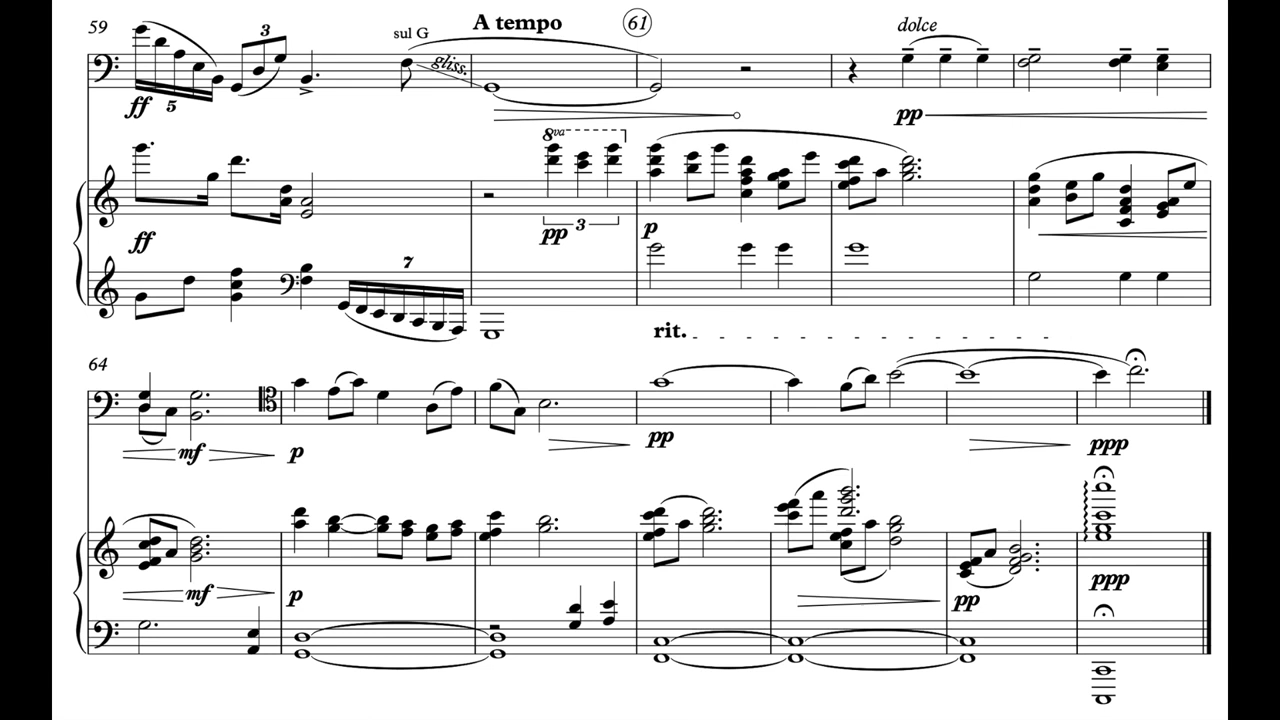 59 A tempo 61 dolce
3 sul G gliss.
5
ff pp
8va
3
ff pp p
7
rit.
64
mf p pp ppp
mf p pp ppp